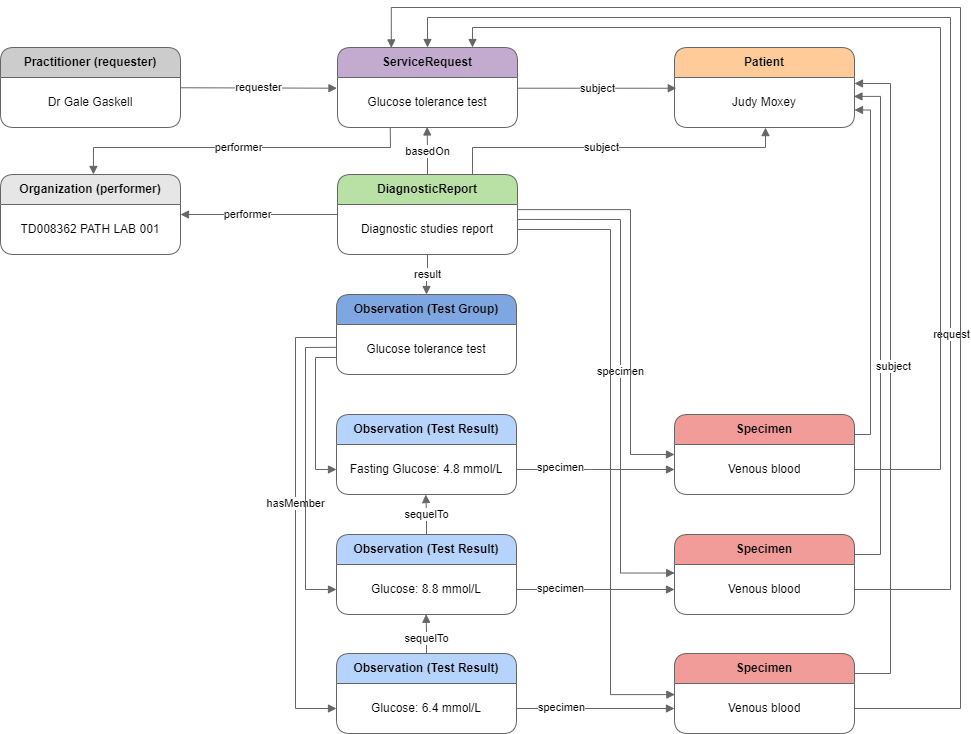 Practitioner (requester)
Dr Gale Gaskell
requester
ServiceRequest
Glucose tolerance test
subject
Patient
Judy Moxey
performer
basedOn
subject
Organization (performer)
TD008362 PATH LAB 001
performer
DiagnosticReport
Diagnostic studies report
result
Observation (Test Group)
Glucose tolerance test
request
specimen
subject
Observation (Test Result)
Fasting Glucose: 4.8 mmol/L
specimen
Specimen
Venous blood
hasMember
sequelTo
Observation (Test Result)
Glucose: 8.8 mmol/L
specimen
Specimen
Venous blood
sequelTo
Observation (Test Result)
Glucose: 6.4 mmol/L
specimen
Specimen
Venous blood